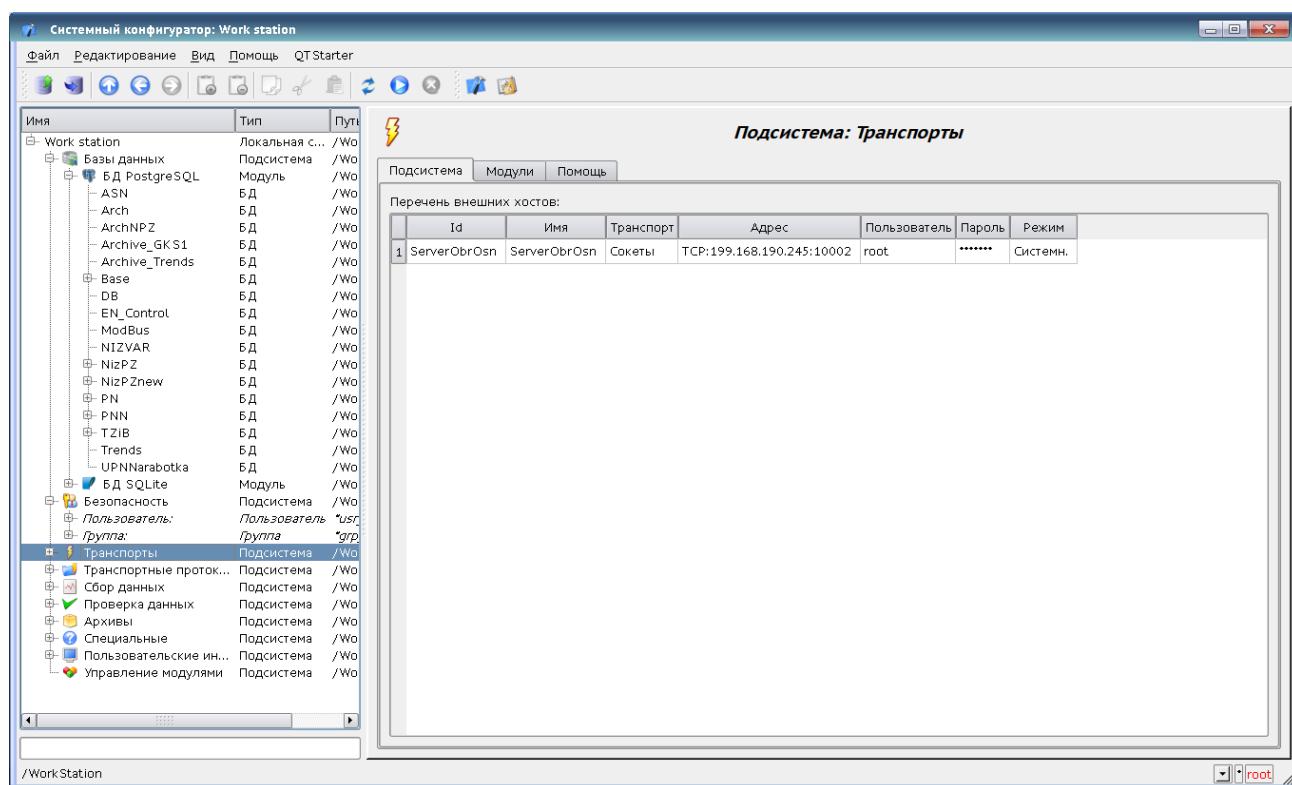 Системный конфигуратор: Work station
Файл Редактирование Вид Помощь QTStarter
Имя Тип Путь
Work station Локальная с... /Wo
Базы данных Подсистема /Wo
БД PostgreSQL Модуль /Wo
ASN БД /Wo
Arch БД /Wo
ArchNPZ БД /Wo
Archive_GKS1 БД /Wo
Archive_Trends БД /Wo
Base БД /Wo
DB БД /Wo
EN_Control БД /Wo
ModBus БД /Wo
NIZVAR БД /Wo
NizPZ БД /Wo
NizPZnew БД /Wo
PN БД /Wo
PNN БД /Wo
TZiB БД /Wo
Trends БД /Wo
UPNNarabotka БД /Wo
БД SQLite Модуль /Wo
Безопасность Подсистема /Wo
Пользователь: Пользователь "usr_
Группа: Группа "grp_
Транспорты Подсистема /Wo
Транспортные проток... Подсистема /Wo
Сбор данных Подсистема /Wo
Проверка данных Подсистема /Wo
Архивы Подсистема /Wo
Специальные Подсистема /Wo
Пользовательские ин... Подсистема /Wo
Управление модулями Подсистема /Wo
Подсистема: Транспорты
Подсистема Модули Помощь
Перечень внешних хостов:
Id Имя Транспорт Адрес Пользователь Пароль Режим
1 ServerObrOsn ServerObrOsn Сокеты TCP:199.168.190.245:10002 root ******* Системн.
/WorkStation
* root